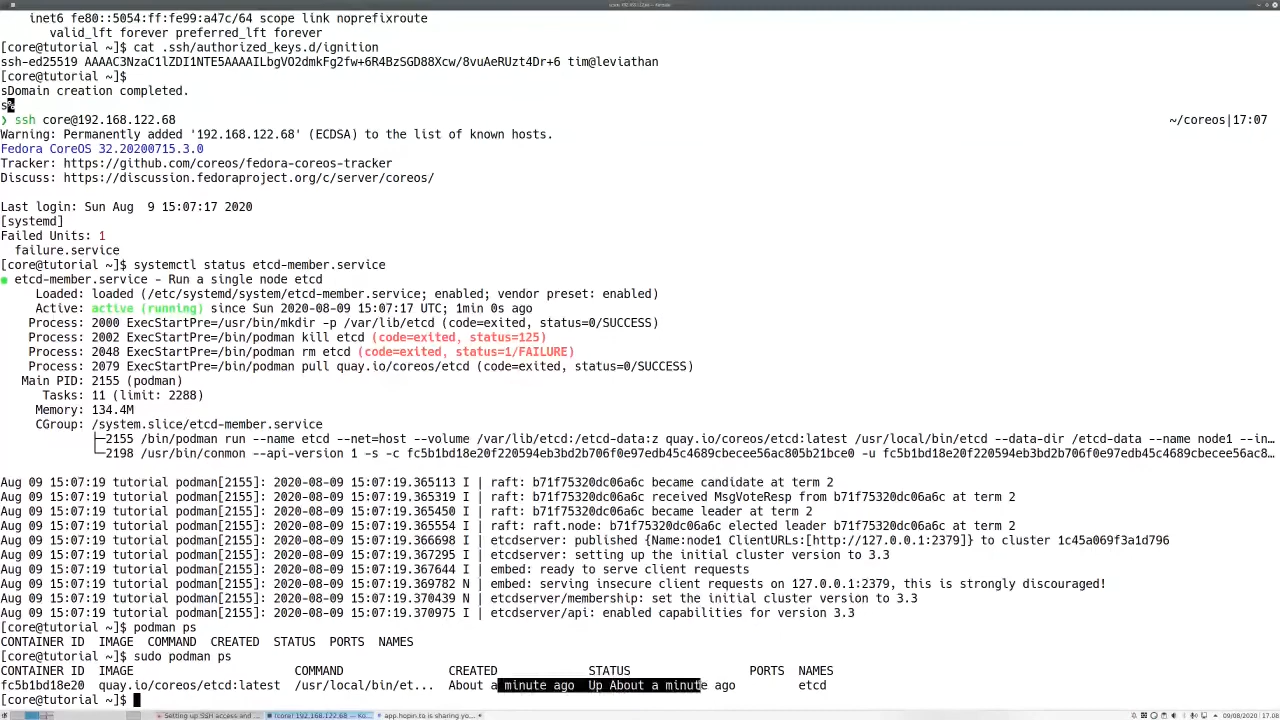 inet6 fe80::5054:ff:fe99:a47c/64 scope link noprefixroute
valid_lft forever preferred_lft forever
[core@tutorial ~]$ cat .ssh/authorized_keys.d/ignition
ssh-ed25519 AAAAC3NzaC1lZDI1NTE5AAAAILbgVO2dmkFg2fw+6R4BzSGD88Xcw/8vuAeRUzt4Dr+6 tim@leviathan
[core@tutorial ~]$
sDomain creation completed.
s%
❯ ssh core@192.168.122.68 ~/coreos|17:07
Warning: Permanently added '192.168.122.68' (ECDSA) to the list of known hosts.
Fedora CoreOS 32.20200715.3.0
Tracker: https://github.com/coreos/fedora-coreos-tracker
Discuss: https://discussion.fedoraproject.org/c/server/coreos/
Last login: Sun Aug  9 15:07:17 2020
[systemd]
Failed Units: 1
failure.service
[core@tutorial ~]$ systemctl status etcd-member.service
● etcd-member.service - Run a single node etcd
Loaded: loaded (/etc/systemd/system/etcd-member.service; enabled; vendor preset: enabled)
Active: active (running) since Sun 2020-08-09 15:07:17 UTC; 1min 0s ago
Process: 2000 ExecStartPre=/usr/bin/mkdir -p /var/lib/etcd (code=exited, status=0/SUCCESS)
Process: 2002 ExecStartPre=/bin/podman kill etcd (code=exited, status=125)
Process: 2048 ExecStartPre=/bin/podman rm etcd (code=exited, status=1/FAILURE)
Process: 2079 ExecStartPre=/bin/podman pull quay.io/coreos/etcd (code=exited, status=0/SUCCESS)
Main PID: 2155 (podman)
Tasks: 11 (limit: 2288)
Memory: 134.4M
CGroup: /system.slice/etcd-member.service
├─2155 /bin/podman run --name etcd --net=host --volume /var/lib/etcd:/etcd-data:z quay.io/coreos/etcd:latest /usr/local/bin/etcd --data-dir /etcd-data --name node1 --in…
└─2198 /usr/bin/conmon --api-version 1 -s -c fc5b1bd18e20f220594eb3bd2b706f0e97edb45c4689cbecee56ac805b21bce0 -u fc5b1bd18e20f220594eb3bd2b706f0e97edb45c4689cbecee56ac8…
Aug 09 15:07:19 tutorial podman[2155]: 2020-08-09 15:07:19.365113 I | raft: b71f75320dc06a6c became candidate at term 2
Aug 09 15:07:19 tutorial podman[2155]: 2020-08-09 15:07:19.365319 I | raft: b71f75320dc06a6c received MsgVoteResp from b71f75320dc06a6c at term 2
Aug 09 15:07:19 tutorial podman[2155]: 2020-08-09 15:07:19.365450 I | raft: b71f75320dc06a6c became leader at term 2
Aug 09 15:07:19 tutorial podman[2155]: 2020-08-09 15:07:19.365554 I | raft: raft.node: b71f75320dc06a6c elected leader b71f75320dc06a6c at term 2
Aug 09 15:07:19 tutorial podman[2155]: 2020-08-09 15:07:19.366698 I | etcdserver: published {Name:node1 ClientURLs:[http://127.0.0.1:2379]} to cluster 1c45a069f3a1d796
Aug 09 15:07:19 tutorial podman[2155]: 2020-08-09 15:07:19.367295 I | etcdserver: setting up the initial cluster version to 3.3
Aug 09 15:07:19 tutorial podman[2155]: 2020-08-09 15:07:19.367644 I | embed: ready to serve client requests
Aug 09 15:07:19 tutorial podman[2155]: 2020-08-09 15:07:19.369782 N | embed: serving insecure client requests on 127.0.0.1:2379, this is strongly discouraged!
Aug 09 15:07:19 tutorial podman[2155]: 2020-08-09 15:07:19.370439 N | etcdserver/membership: set the initial cluster version to 3.3
Aug 09 15:07:19 tutorial podman[2155]: 2020-08-09 15:07:19.370975 I | etcdserver/api: enabled capabilities for version 3.3
[core@tutorial ~]$ podman ps
CONTAINER ID  IMAGE  COMMAND  CREATED  STATUS  PORTS  NAMES
[core@tutorial ~]$ sudo podman ps
CONTAINER ID  IMAGE  COMMAND  CREATED  STATUS  PORTS  NAMES
fc5b1bd18e20  quay.io/coreos/etcd:latest  /usr/local/bin/et...  About a minute ago  Up About a minute ago  etcd
[core@tutorial ~]$
Setting up SSH access and ... [core] 192.168.122.68 — Ko... app.hopin.to is sharing yo... 09/08/2020 17.08